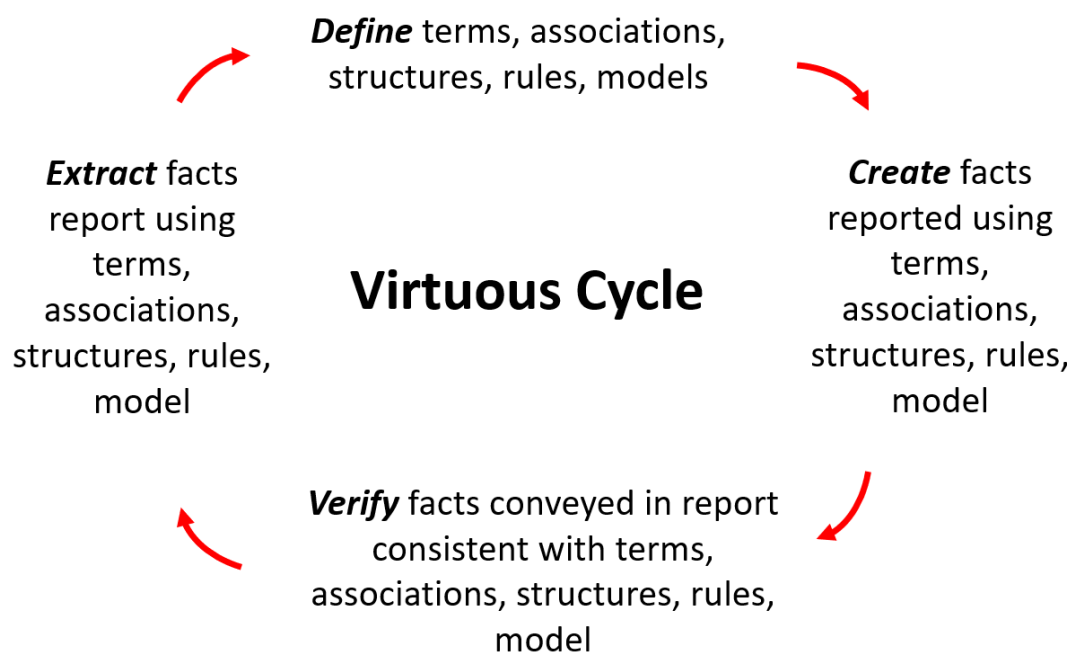 Define terms, associations,
structures, rules, models
Create facts
reported using
terms,
associations,
structures, rules,
model
Verify facts conveyed in report
consistent with terms,
associations, structures, rules,
model
Extract facts
report using
terms,
associations,
structures, rules,
model
Virtuous Cycle